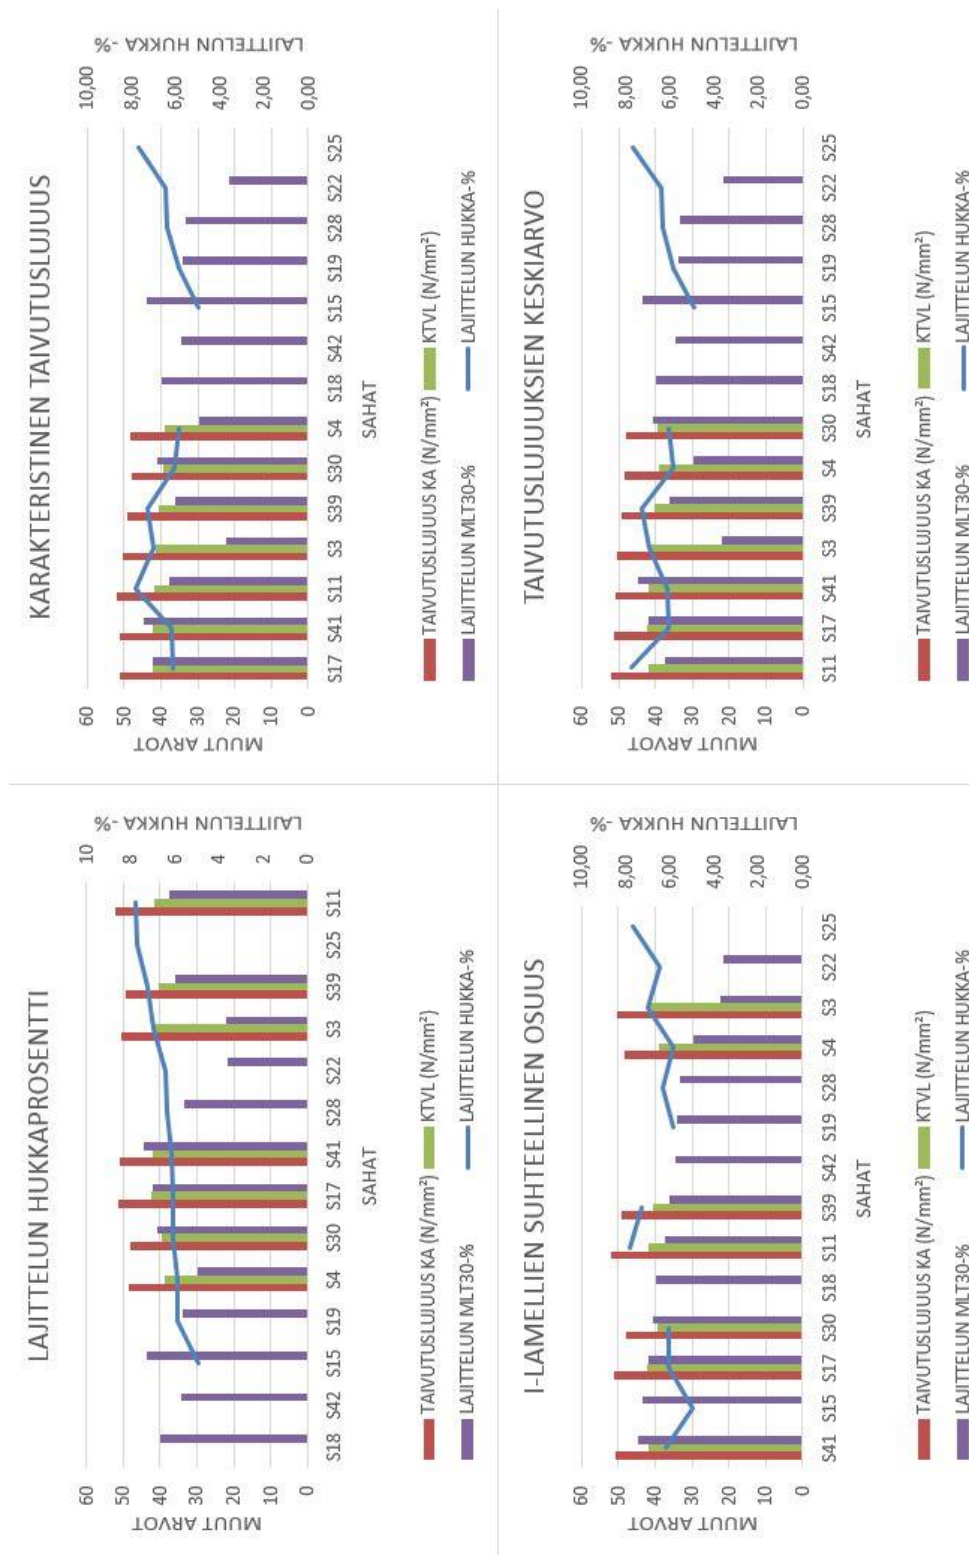 LAJITTELUN HUKKAPROSENTTI
MUUT ARVOT
60
50
40
30
20
10
0
S18 S42 S15 S19 S4 S30 S17 S41 S28 S22 S3 S39 S25 S11
SAHAT
10
8
6
4
2
0
LAJITTELUN HUKKA -%
TAIVUTUSLUJUUS KA (N/mm²) KTVL (N/mm²)
LAJITTELUN MLT30-% LAJITTELUN HUKKA-%
KARAKTERISTINEN TAIVUTUSLUJUUS
MUUT ARVOT
60
50
40
30
20
10
0
S17 S41 S11 S3 S39 S30 S4 S18 S42 S15 S19 S28 S22 S25
SAHAT
10,00
8,00
6,00
4,00
2,00
0,00
LAJITTELUN HUKKA -%
TAIVUTUSLUJUUS KA (N/mm²) KTVL (N/mm²)
LAJITTELUN MLT30-% LAJITTELUN HUKKA-%
I-LAMELLIEN SUHTEELLINEN OSUUS
MUUT ARVOT
60
50
40
30
20
10
0
S41 S15 S17 S30 S18 S11 S39 S42 S19 S28 S4 S3 S22 S25
SAHAT
10,00
8,00
6,00
4,00
2,00
0,00
LAJITTELUN HUKKA -%
TAIVUTUSLUJUUS KA (N/mm²) KTVL (N/mm²)
LAJITTELUN MLT30-% LAJITTELUN HUKKA-%
TAIVUTUSLUJUUKSIEN KESKIARVO
MUUT ARVOT
60
50
40
30
20
10
0
S11 S17 S41 S3 S39 S4 S30 S18 S42 S15 S19 S28 S22 S25
SAHAT
10,00
8,00
6,00
4,00
2,00
0,00
LAJITTELUN HUKKA -%
TAIVUTUSLUJUUS KA (N/mm²) KTVL (N/mm²)
LAJITTELUN MLT30-% LAJITTELUN HUKKA-%